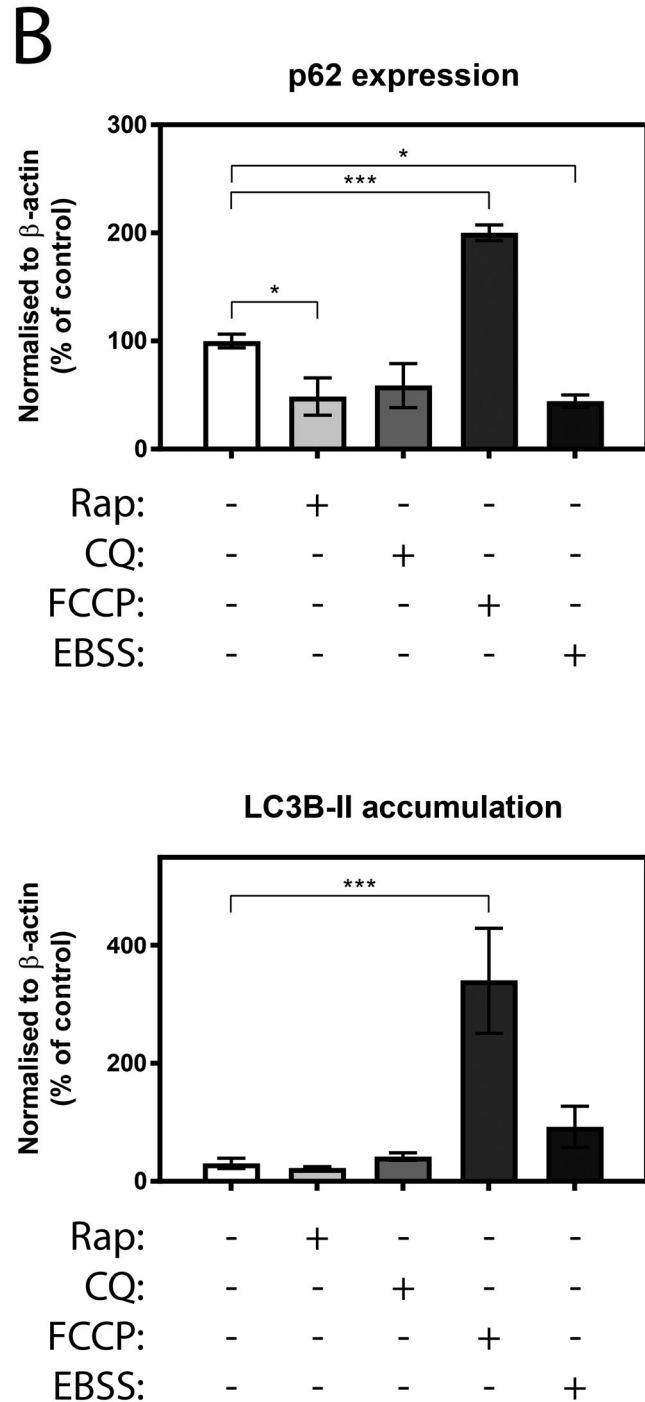 B
p62 expression
Normalised to β-actin
(% of control)
300
200
100
0
*
***
*
Rap: - + - - -
CQ: - - + - -
FCCP: - - - + -
EBSS: - - - - +
LC3B-II accumulation
Normalised to β-actin
(% of control)
400
200
0
***
Rap: - + - - -
CQ: - - + - -
FCCP: - - - + -
EBSS: - - - - +